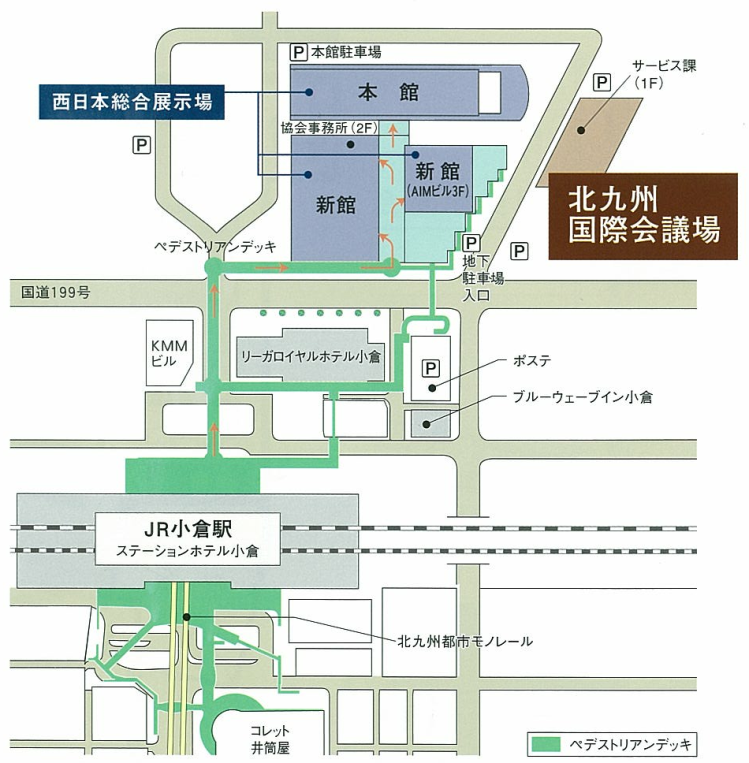 P 本館駐車場
サービス課
(1F)
P
西日本総合展示場
本館
協会事務所(2F)
P
新館
新館
(AIMビル3F)
北九州
国際会議場
ペデストリアンデッキ
P
地下
駐車場
入口
P
国道199号
KMM
ビル
リーガロイヤルホテル小倉
P
ポステ
ブルーウェーブイン小倉
JR小倉駅
ステーションホテル小倉
北九州都市モノレール
コレット
井筒屋
ペデストリアンデッキ